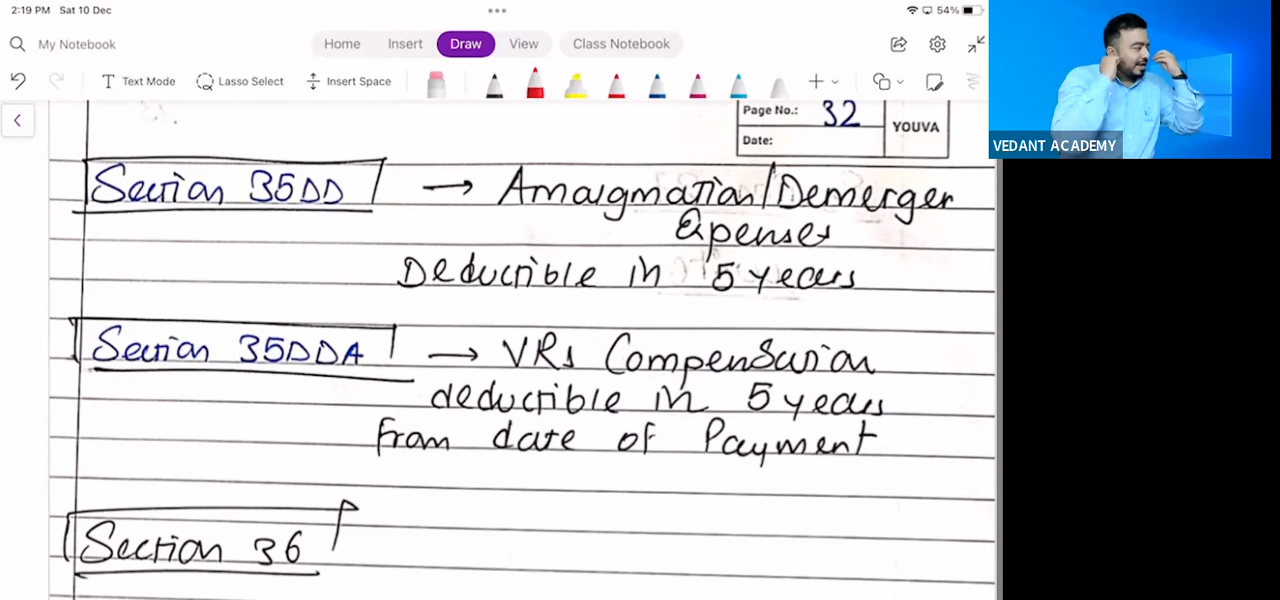 2:19 PM Sat 10 Dec
54%
My Notebook
Home Insert Draw View Class Notebook
Text Mode Lasso Select Insert Space
Page No.: 32
YOUVA
Date:
VEDANT ACADEMY
Section 35DD → Amalgmation/Demerger
Epenses
Deductible in 5 years
Section 35DDA → VRS Compensation
deductible in 5 years
From date of Payment
Section 36